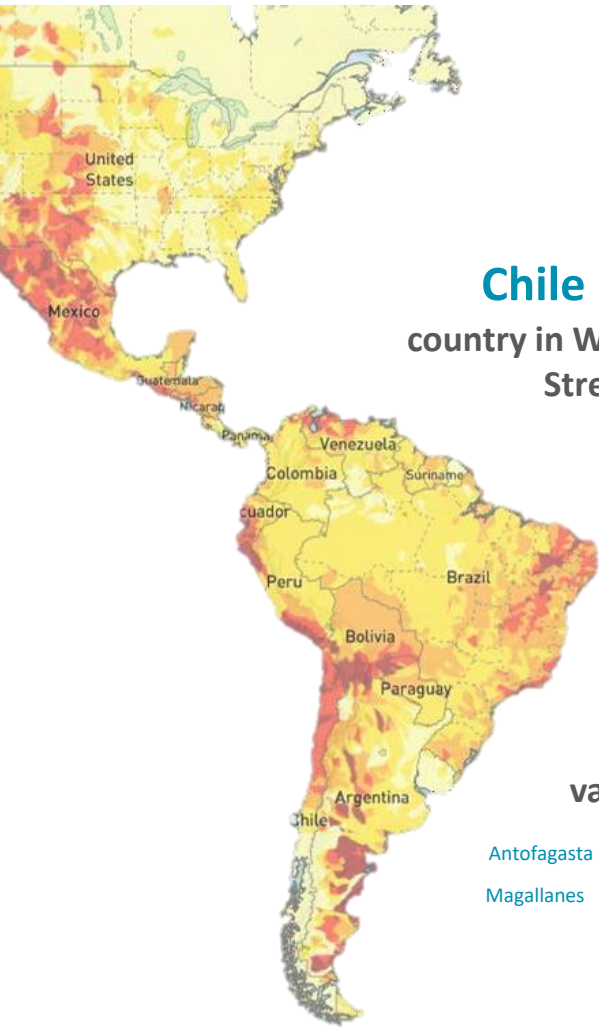 United
States
Mexico
Guatemala
Nicarag
Panama
Venezuela
Colombia
Suriname
cuador
Peru
Brazil
Bolivia
Paraguay
Argentina
Chile
Chile
country in W
Stre
va
Antofagasta
Magallanes